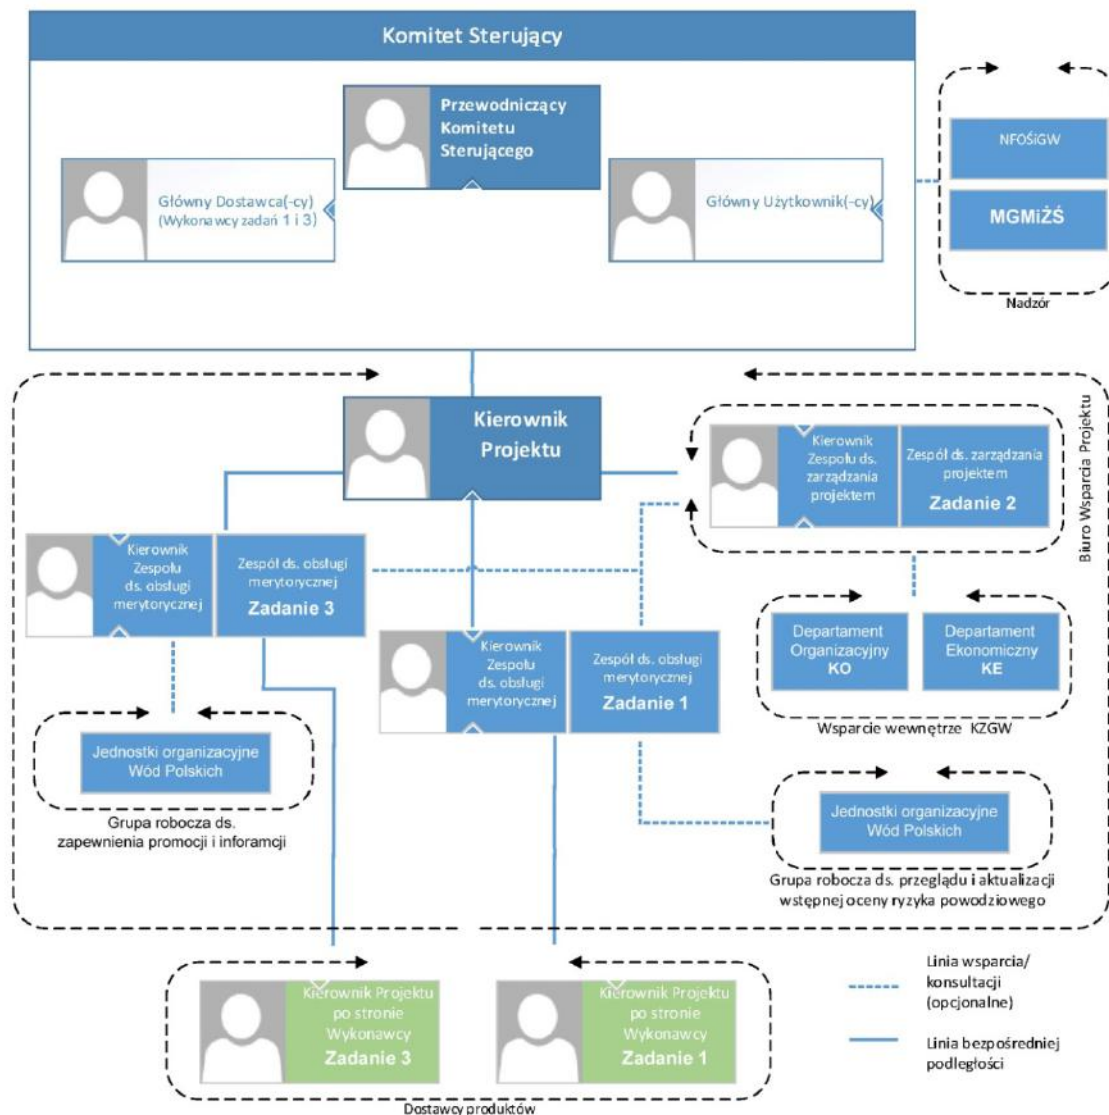 Komitet Sterujący
Przewodniczący
Komitetu
Sterującego
Główny Dostawca(-cy)
(Wykonawcy zadań 1 i 3)
Główny Użytkownik(-cy)
NFOŚiGW
MGMiŻŚ
Nadzór
Kierownik
Projektu
Kierownik
Zespołu ds.
zarządzania
projektem
Zespół ds. zarządzania
projektem
Zadanie 2
Biuro Wsparcia Projektu
Kierownik
Zespołu
ds. obsługi
merytorycznej
Zespół ds. obsługi
merytorycznej
Zadanie 3
Kierownik
Zespołu
ds. obsługi
merytorycznej
Zespół ds. obsługi
merytorycznej
Zadanie 1
Departament
Organizacyjny
KO
Departament
Ekonomiczny
KE
Wsparcie wewnętrze KZGW
Jednostki organizacyjne
Wód Polskich
Grupa robocza ds.
zapewnienia promocji i inforamcji
Jednostki organizacyjne
Wód Polskich
Grupa robocza ds. przeglądu i aktualizacji
wstępnej oceny ryzyka powodziowego
Kierownik Projektu
po stronie
Wykonawcy
Zadanie 3
Kierownik Projektu
po stronie
Wykonawcy
Zadanie 1
Dostawcy produktów
Linia wsparcia/
konsultacji
(opcjonalne)
Linia bezpośredniej
podległości